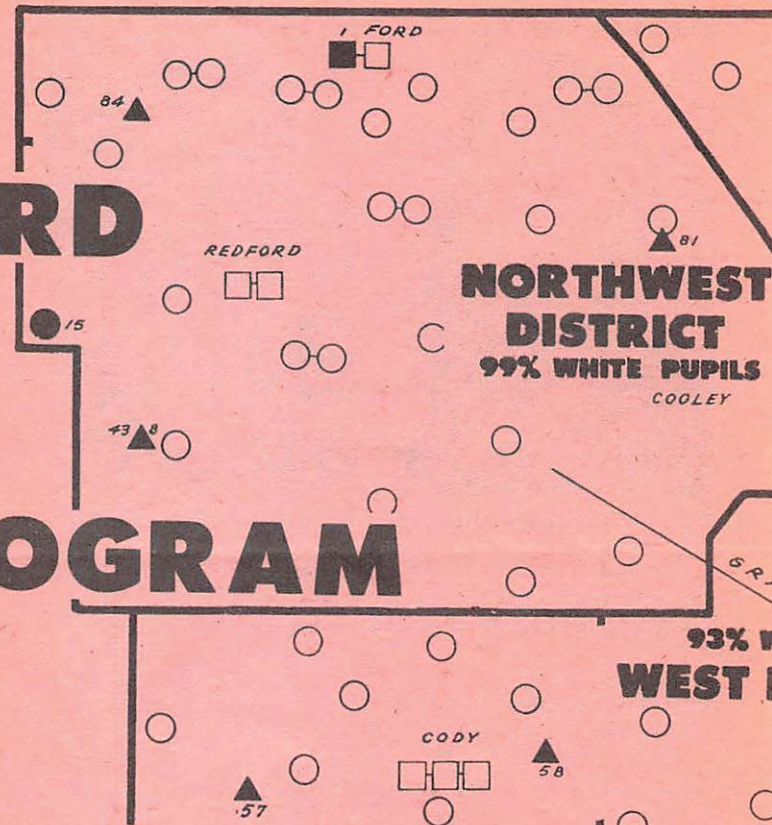 1 FORD
84
RD
81
REDFORD
NORTHWEST
DISTRICT
99% WHITE PUPILS
15
COOLEY
43 8
OGRAM
93%
WEST
CODY
58
57